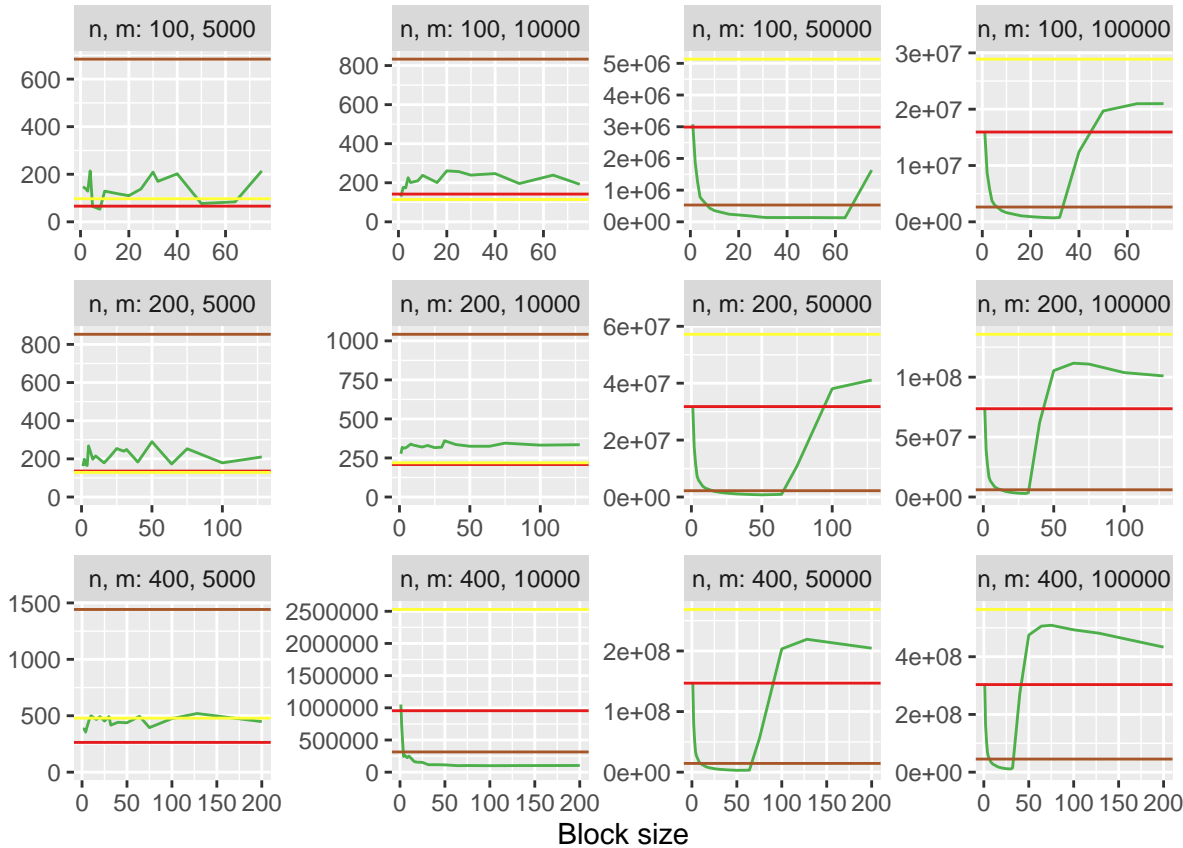 n, m: 100, 5000
n, m: 100, 10000
n, m: 100, 50000
n, m: 100, 100000
600
400
200
0
0 20 40 60
800
600
400
200
0
0 20 40 60
5e+06
4e+06
3e+06
2e+06
1e+06
0e+00
0 20 40 60
3e+07
2e+07
1e+07
0e+00
0 20 40 60
n, m: 200, 5000
n, m: 200, 10000
n, m: 200, 50000
n, m: 200, 100000
800
600
400
200
0
0 50 100
1000
750
500
250
0
0 50 100
6e+07
4e+07
2e+07
0e+00
0 50 100
1e+08
5e+07
0e+00
0 50 100
n, m: 400, 5000
n, m: 400, 10000
n, m: 400, 50000
n, m: 400, 100000
1500
1000
500
0
0 50 100 150 200
2500000
2000000
1500000
1000000
500000
0
0 50 100 150 200
2e+08
1e+08
0e+00
0 50 100 150 200
4e+08
2e+08
0e+00
0 50 100 150 200
Block size